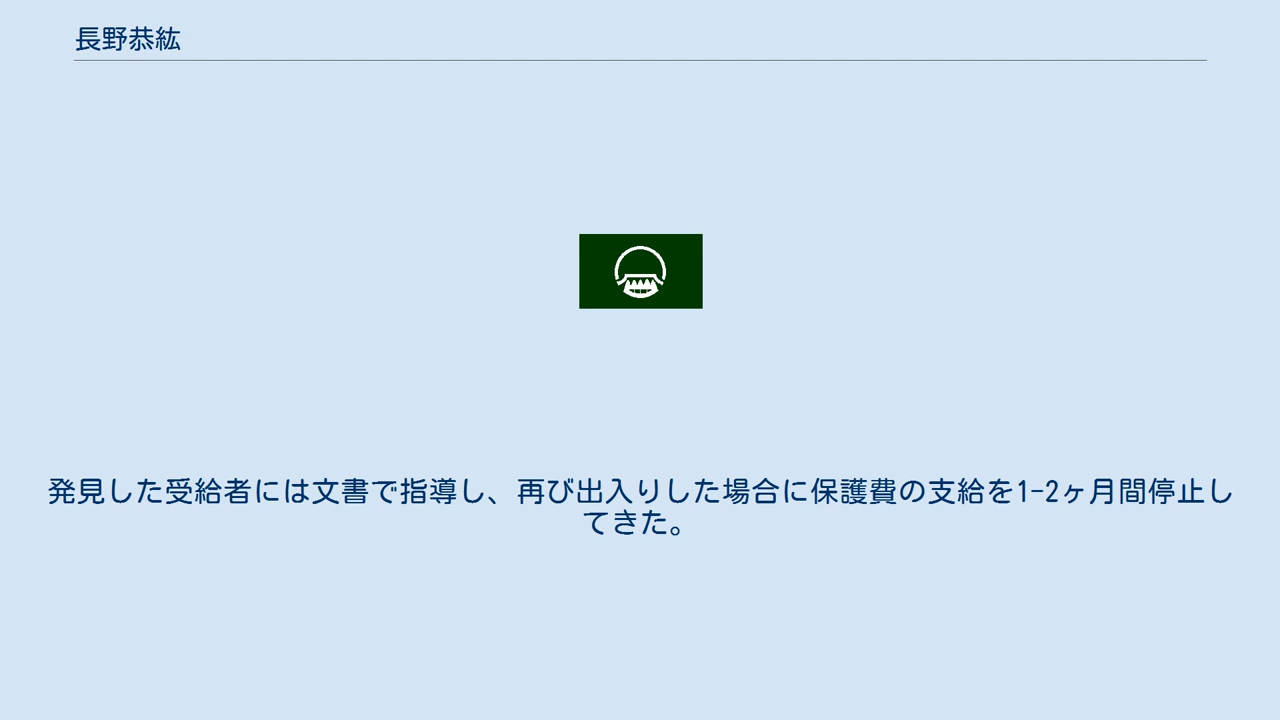 長野恭紘
発見した受給者には文書で指導し、再び出入りした場合に保護費の支給を1-2ヶ月間停止し
てきた。